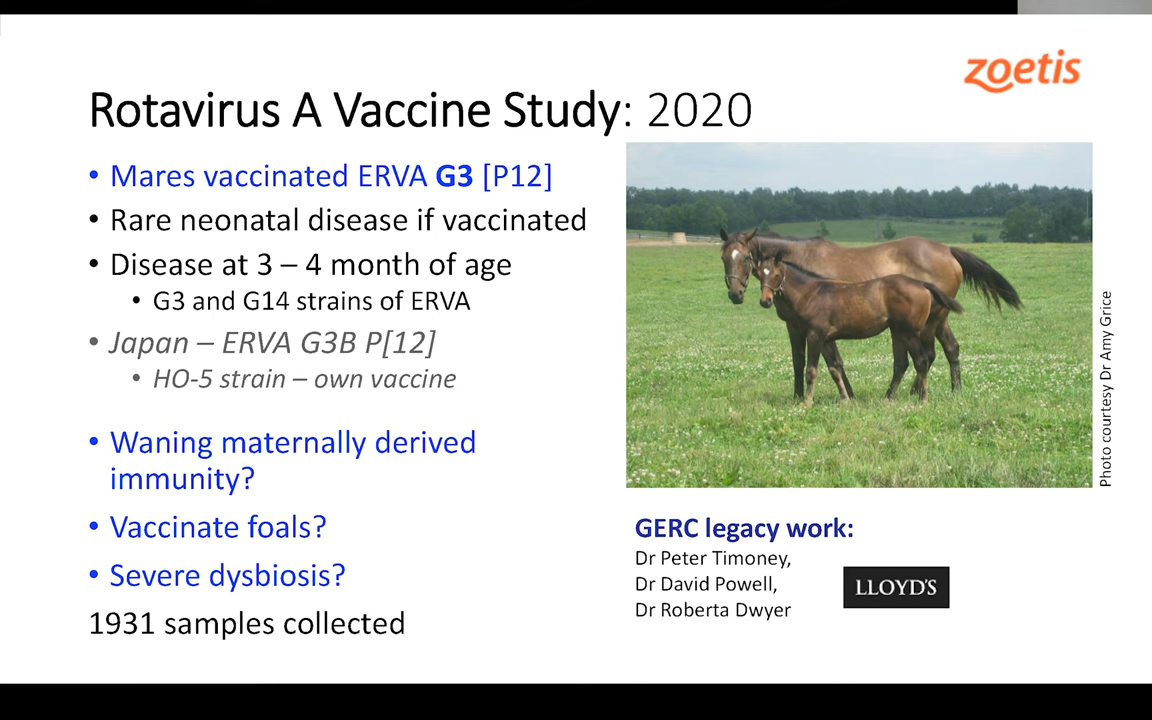 zoetis
Rotavirus A Vaccine Study: 2020
• Mares vaccinated ERVA G3 [P12]
• Rare neonatal disease if vaccinated
• Disease at 3 – 4 month of age
• G3 and G14 strains of ERVA
• Japan – ERVA G3B P[12]
• HO-5 strain – own vaccine
• Waning maternally derived
immunity?
• Vaccinate foals?
• Severe dysbiosis?
1931 samples collected
Photo courtesy Dr Amy Grice
GERC legacy work:
Dr Peter Timoney,
Dr David Powell,
Dr Roberta Dwyer
LLOYD'S